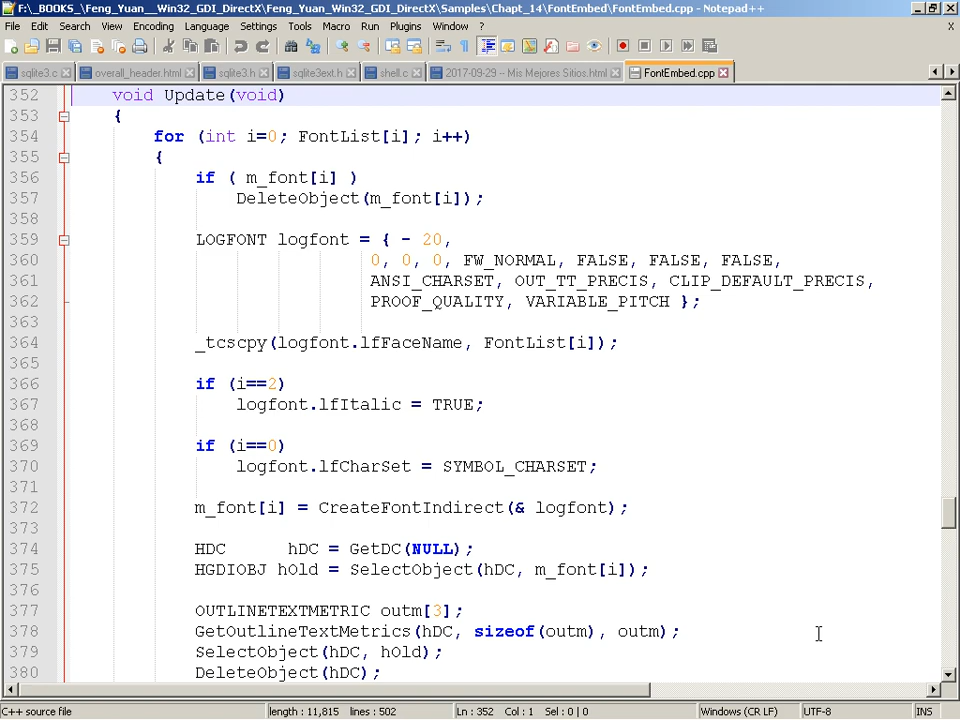 F:\_BOOKS_\Feng_Yuan__Win32_GDI_DirectX\Feng_Yuan_Win32_GDI_DirectX\Samples\Chapt_14\FontEmbed\FontEmbed.cpp - Notepad++
File Edit Search View Encoding Language Settings Tools Macro Run Plugins Window ? X
sqlite3.c overall_header.html sqlite3.h sqlite3ext.h shell.c 2017-09-29 -- Mis Mejores Sitios.html FontEmbed.cpp
352 void Update(void)
353 {
354 for (int i=0; FontList[i]; i++)
355 {
356 if ( m_font[i] )
357 DeleteObject(m_font[i]);
358
359 LOGFONT logfont = { - 20,
360 0, 0, 0, FW_NORMAL, FALSE, FALSE, FALSE,
361 ANSI_CHARSET, OUT_TT_PRECIS, CLIP_DEFAULT_PRECIS,
362 PROOF_QUALITY, VARIABLE_PITCH };
363
364 _tcscpy(logfont.lfFaceName, FontList[i]);
365
366 if (i==2)
367 logfont.lfItalic = TRUE;
368
369 if (i==0)
370 logfont.lfCharSet = SYMBOL_CHARSET;
371
372 m_font[i] = CreateFontIndirect(& logfont);
373
374 HDC hDC = GetDC(NULL);
375 HGDIOBJ hOld = SelectObject(hDC, m_font[i]);
376
377 OUTLINETEXTMETRIC outm[3];
378 GetOutlineTextMetrics(hDC, sizeof(outm), outm);
379 SelectObject(hDC, hOld);
380 DeleteObject(hDC);
C++ source file length : 11,815 lines : 502 Ln : 352 Col : 1 Sel : 0 | 0 Windows (CR LF) UTF-8 INS